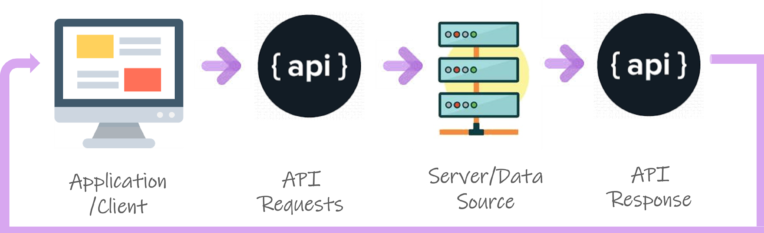 { api }
{ api }
Application
/Client
API
Requests
Server/Data
Source
API
Response